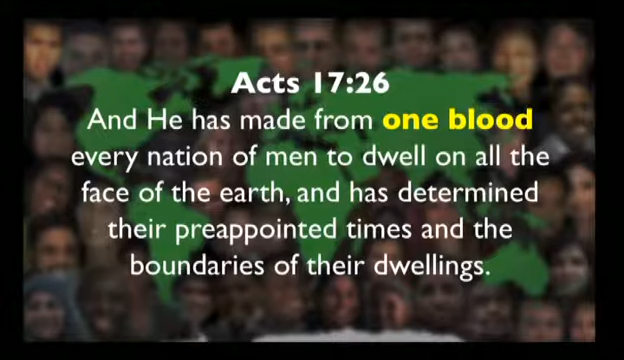 Acts 17:26
And He has made from one blood
every nation of men to dwell on all the
face of the earth, and has determined
their preappointed times and the
boundaries of their dwellings.